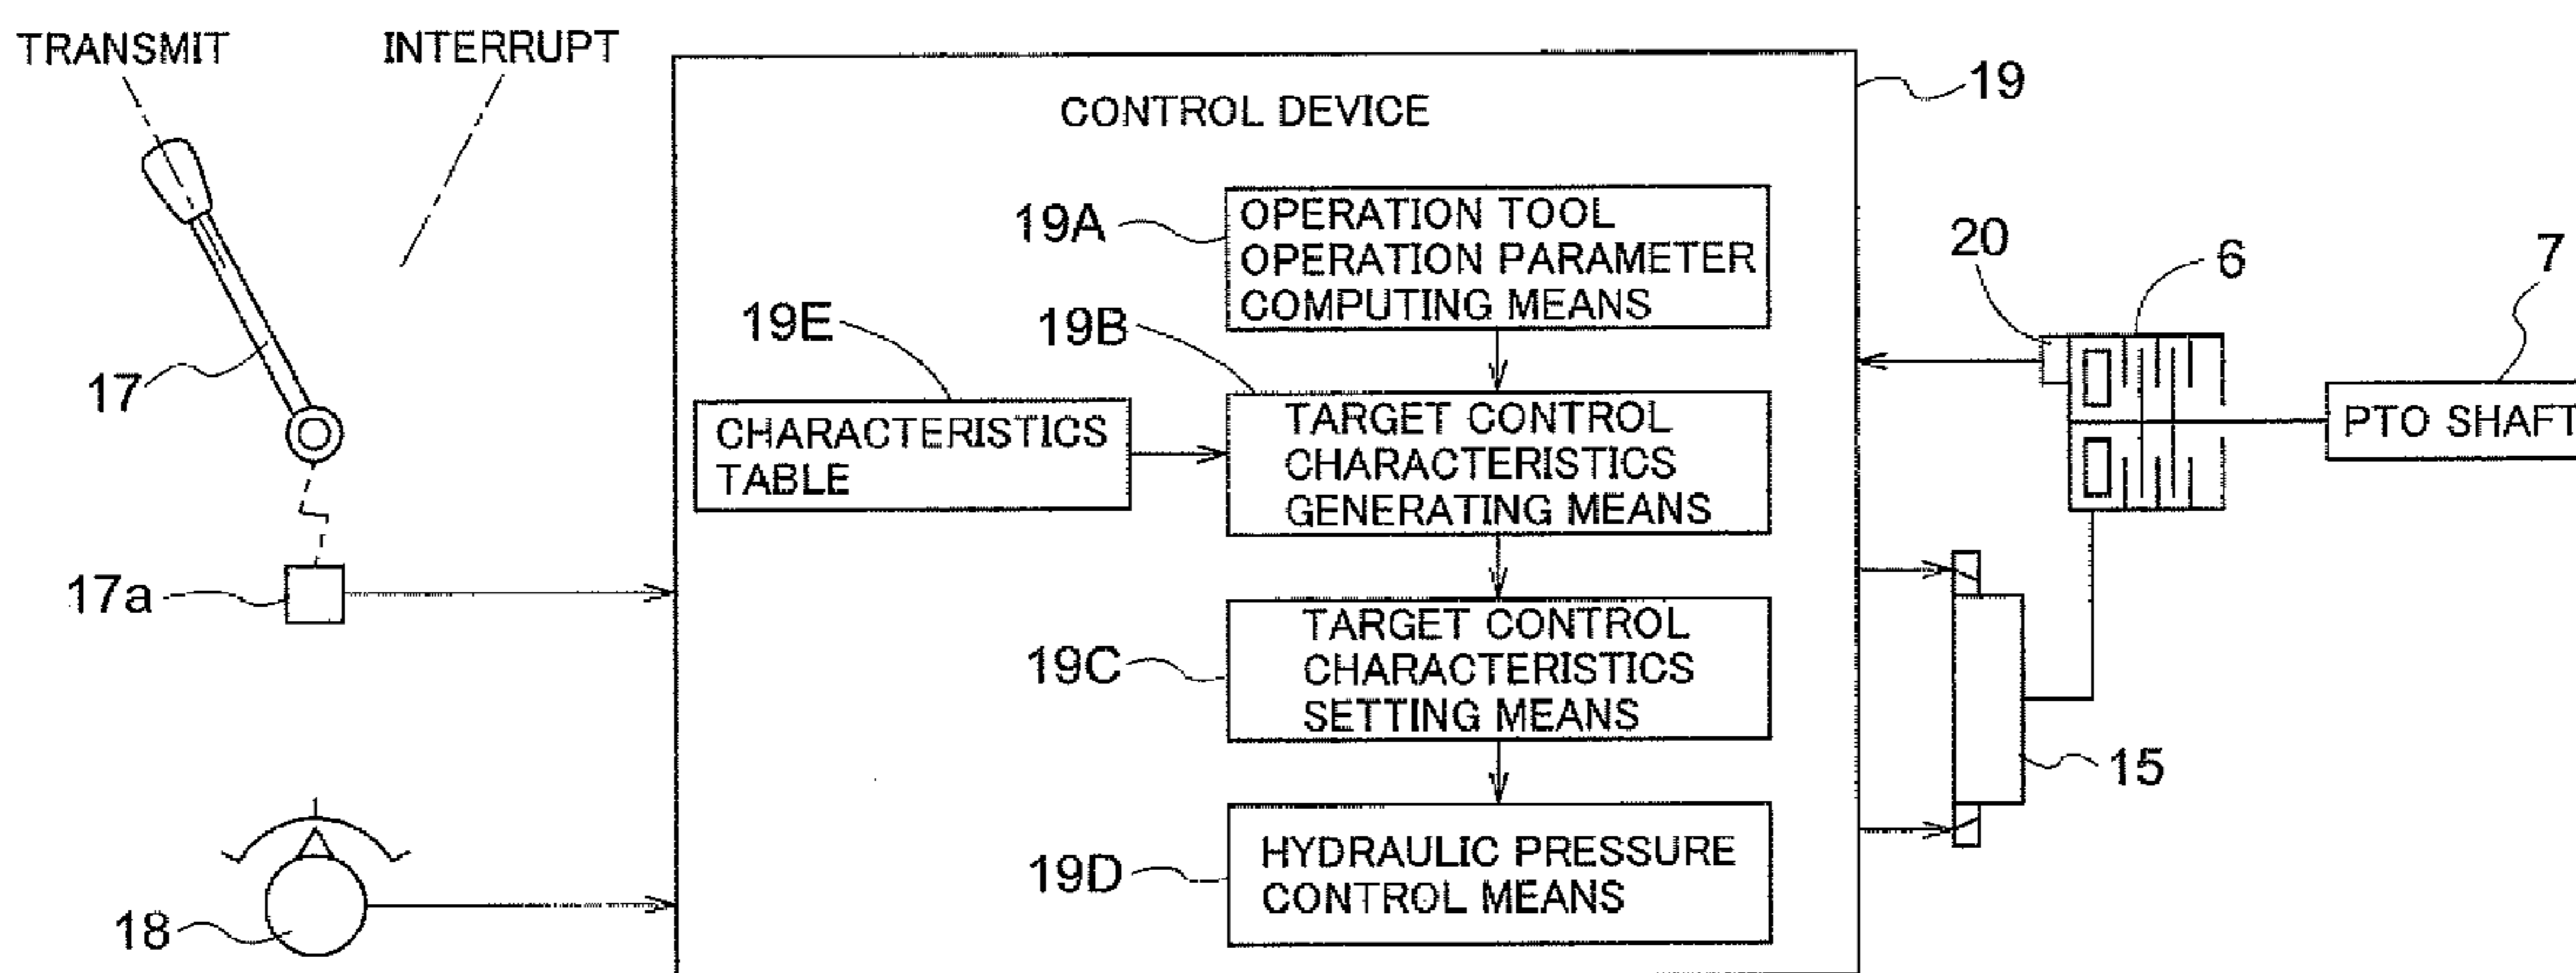 TRANSMIT
INTERRUPT
CONTROL DEVICE
19
19A
OPERATION TOOL
OPERATION PARAMETER
COMPUTING MEANS
20
6
7
19E
19B
17
CHARACTERISTICS
TABLE
TARGET CONTROL
CHARACTERISTICS
GENERATING MEANS
PTO SHAFT
17a
19C
TARGET CONTROL
CHARACTERISTICS
SETTING MEANS
15
18
19D
HYDRAULIC PRESSURE
CONTROL MEANS